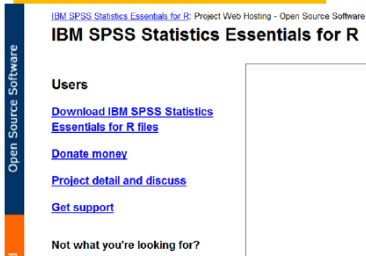 IBM SPSS Statistics Essentials for R: Project Web Hosting - Open Source Software
IBM SPSS Statistics Essentials for R
Open Source Software
Users
Download IBM SPSS Statistics
Essentials for R files
Donate money
Project detail and discuss
Get support
Not what you're looking for?